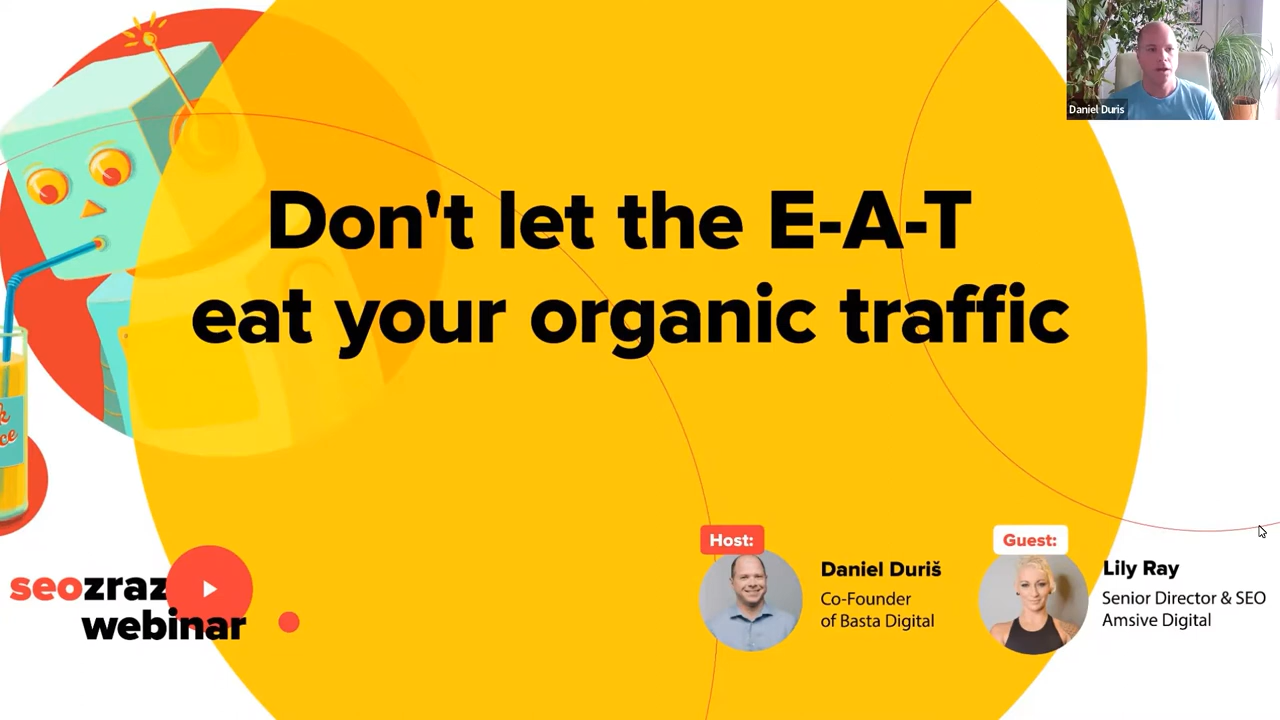 Daniel Duris
Don't let the E-A-T
eat your organic traffic
Host:
Daniel Duriš
Co-Founder
of Basta Digital
Guest:
Lily Ray
Senior Director & SEO
Amsive Digital
seozraz
webinar